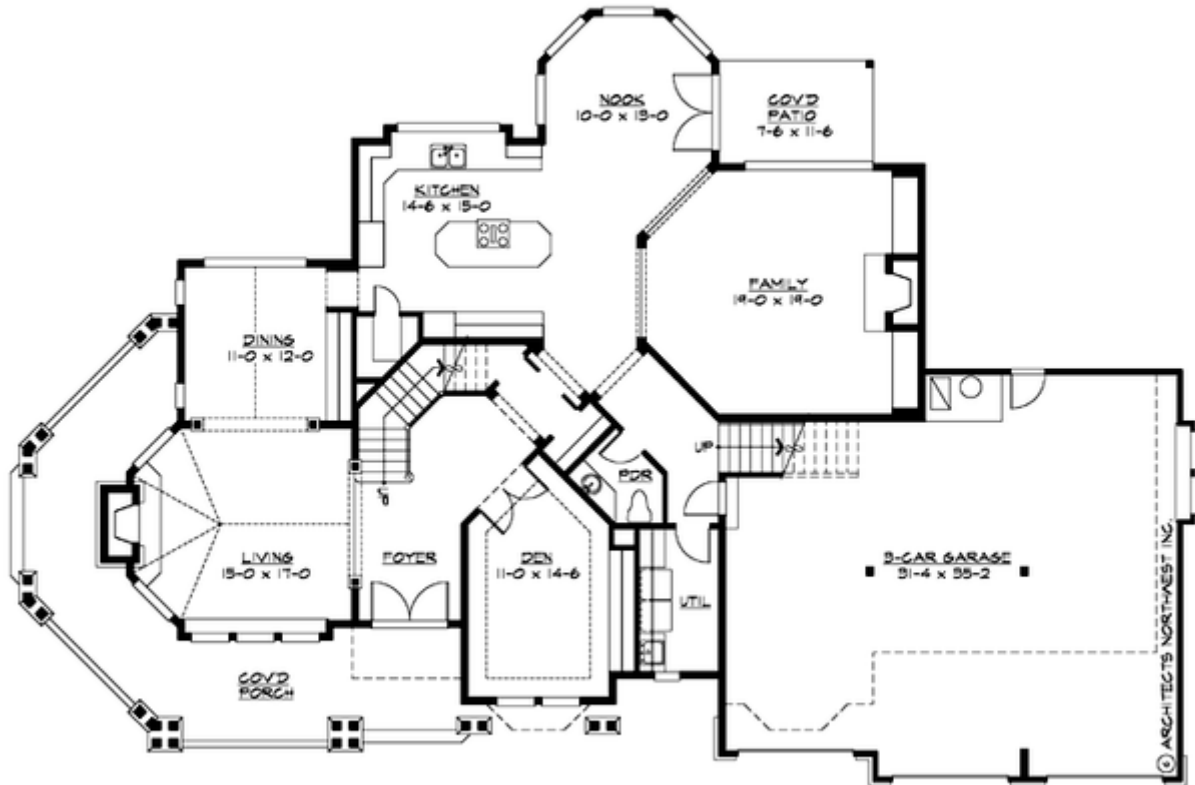 NOOK
10-0 x 13-0
COV'D
PATIO
7-6 x 11-6
KITCHEN
14-6 x 15-0
FAMILY
19-0 x 19-0
DINING
11-0 x 12-0
UP
PDR
UP
LIVING
15-0 x 17-0
FOYER
DEN
11-0 x 14-6
UTIL
3-CAR GARAGE
31-4 x 35-2
COV'D
PORCH
© ARCHITECTS NORTHWEST INC.